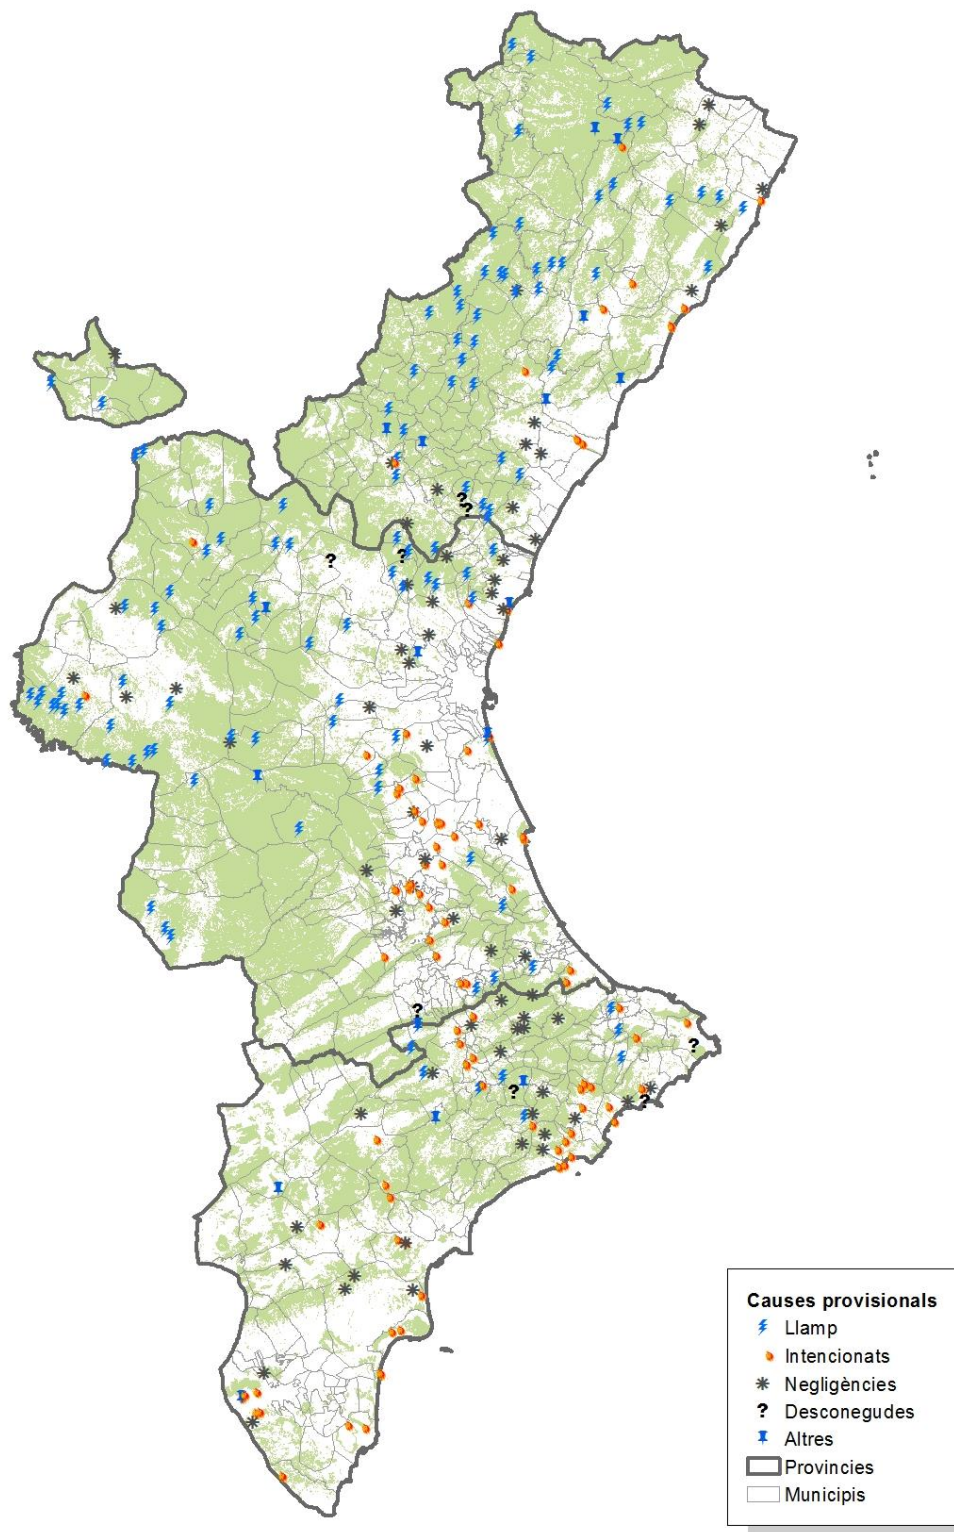 Causes provisionals
Llamp
Intencionats
Negligències
? Desconegudes
Altres
Provincies
Municipis